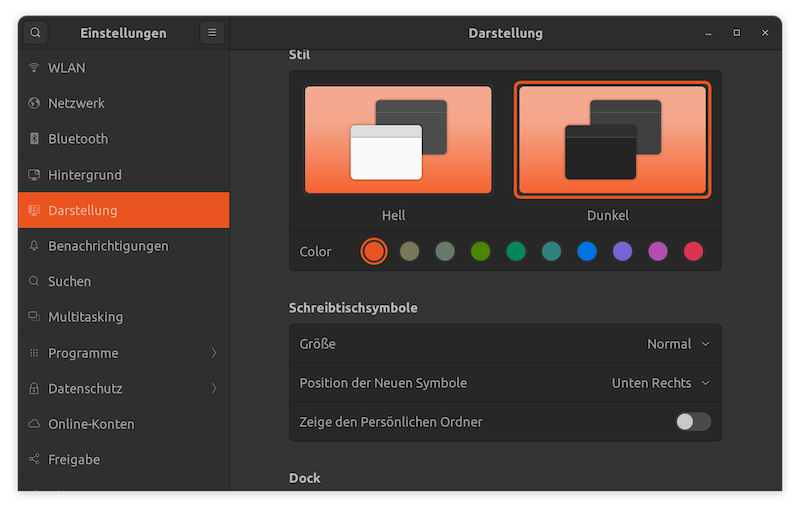 Einstellungen
Darstellung
WLAN
Netzwerk
Bluetooth
Hintergrund
Darstellung
Benachrichtigungen
Suchen
Multitasking
Programme
Datenschutz
Online-Konten
Freigabe
Stil
Hell
Dunkel
Color
Schreibtischsymbole
Größe
Normal
Position der Neuen Symbole
Unten Rechts
Zeige den Persönlichen Ordner
Dock